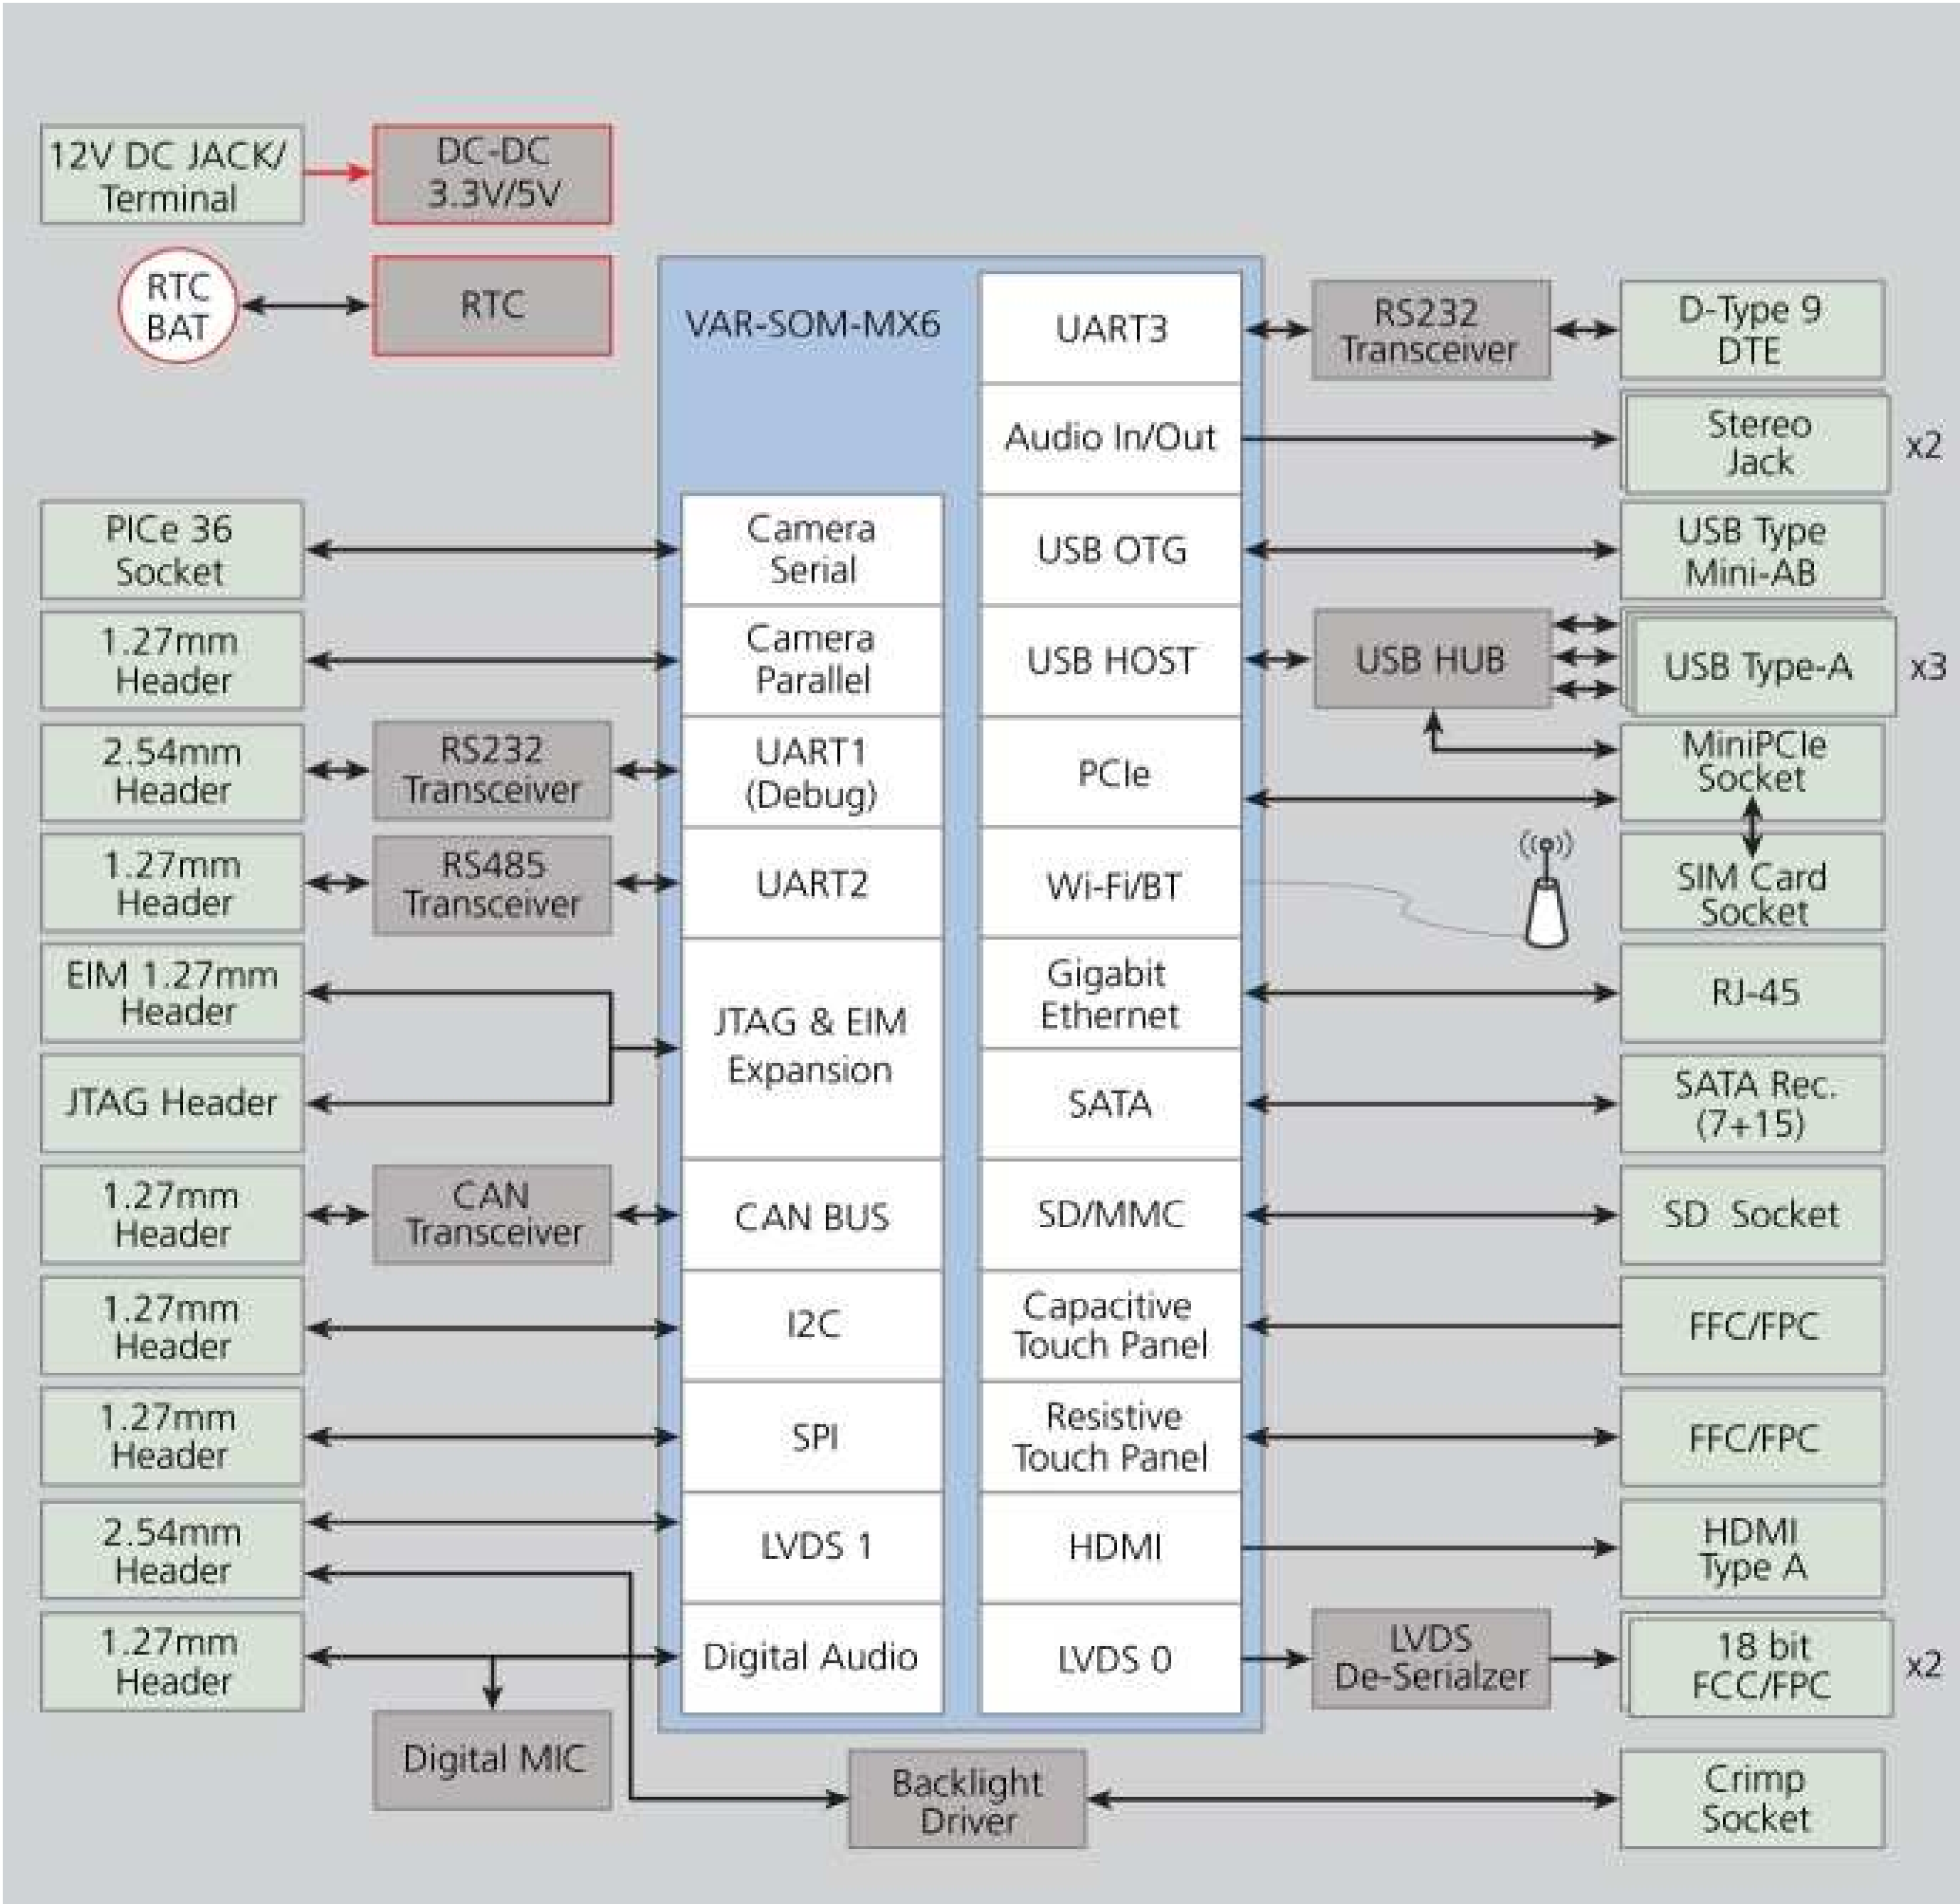 12V DC JACK/
Terminal
DC-DC
3.3V/5V
RTC
BAT
RTC
VAR-SOM-MX6
PICe 36
Socket
1.27mm
Header
2.54mm
Header
RS232
Transceiver
1.27mm
Header
RS485
Transceiver
EIM 1.27mm
Header
JTAG Header
1.27mm
Header
CAN
Transceiver
1.27mm
Header
1.27mm
Header
2.54mm
Header
1.27mm
Header
Digital MIC
Camera
Serial
Camera
Parallel
UART1
(Debug)
UART2
JTAG & EIM
Expansion
CAN BUS
I2C
SPI
LVDS 1
Digital Audio
UART3
Audio In/Out
USB OTG
USB HOST
PCIe
Wi-Fi/BT
Gigabit
Ethernet
SATA
SD/MMC
Capacitive
Touch Panel
Resistive
Touch Panel
HDMI
LVDS 0
RS232
Transceiver
D-Type 9
DTE
Stereo
Jack
x2
USB Type
Mini-AB
USB HUB
USB Type-A
x3
MiniPCIe
Socket
SIM Card
Socket
RJ-45
SATA Rec.
(7+15)
SD Socket
FFC/FPC
FFC/FPC
HDMI
Type A
LVDS
De-Serialzer
18 bit
FCC/FPC
x2
Backlight
Driver
Crimp
Socket